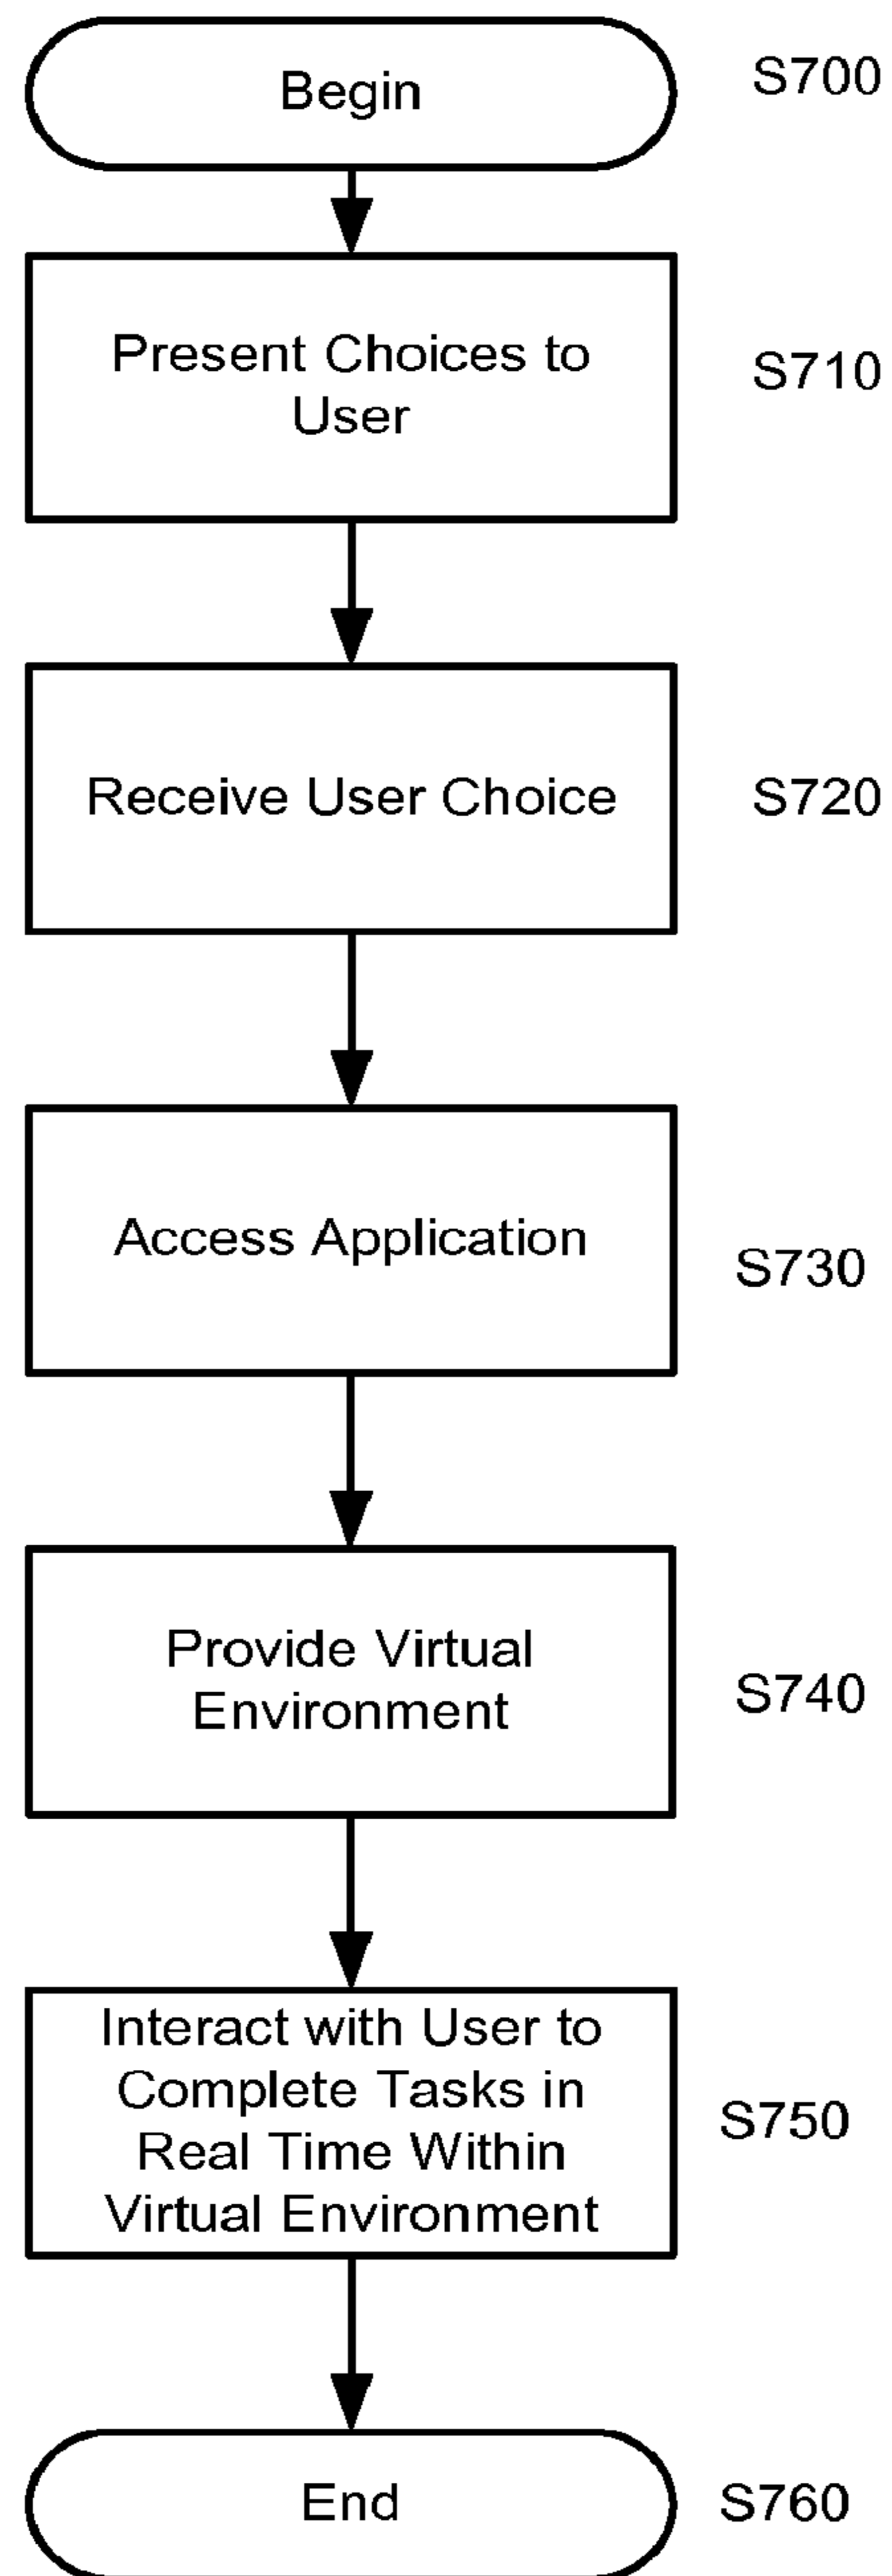 Begin
S700
Present Choices to
User
S710
Receive User Choice
S720
Access Application
S730
Provide Virtual
Environment
S740
Interact with User to
Complete Tasks in
Real Time Within
Virtual Environment
S750
End
S760